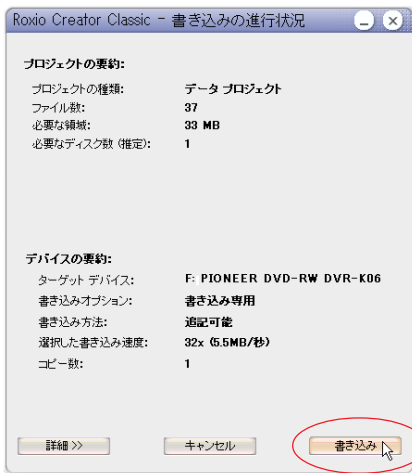 Roxio Creator Classic - 書き込みの進行状況
プロジェクトの要約:
プロジェクトの種類: データ プロジェクト
ファイル数: 37
必要な領域: 33 MB
必要なディスク数 (推定): 1
デバイスの要約:
ターゲット デバイス: F: PIONEER DVD-RW DVR-K06
書き込みオプション: 書き込み専用
書き込み方法: 追記可能
選択した書き込み速度: 32x (5.5MB/秒)
コピー数: 1
詳細 >> キャンセル 書き込み